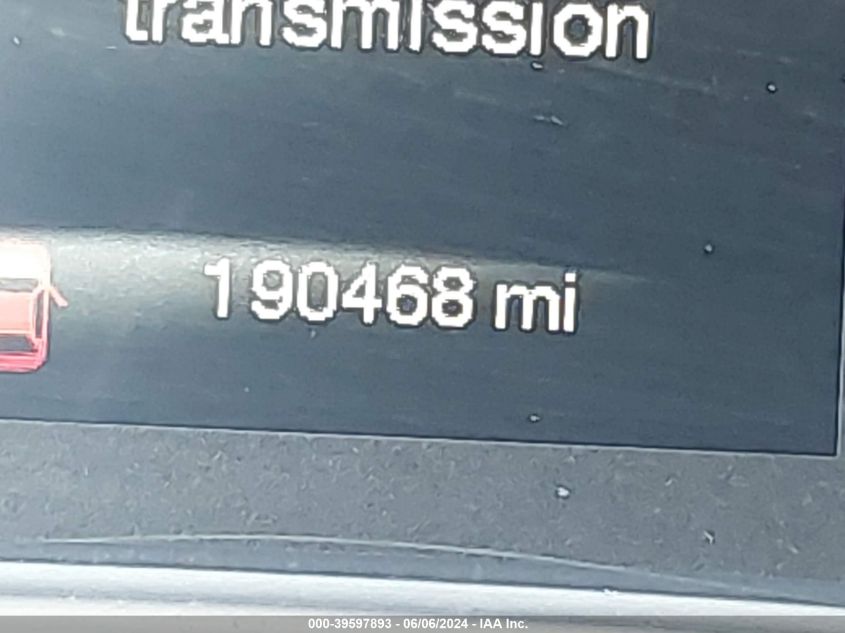 transmission
190468 mi
000-39597893 - 06/06/2024 - IAA Inc.